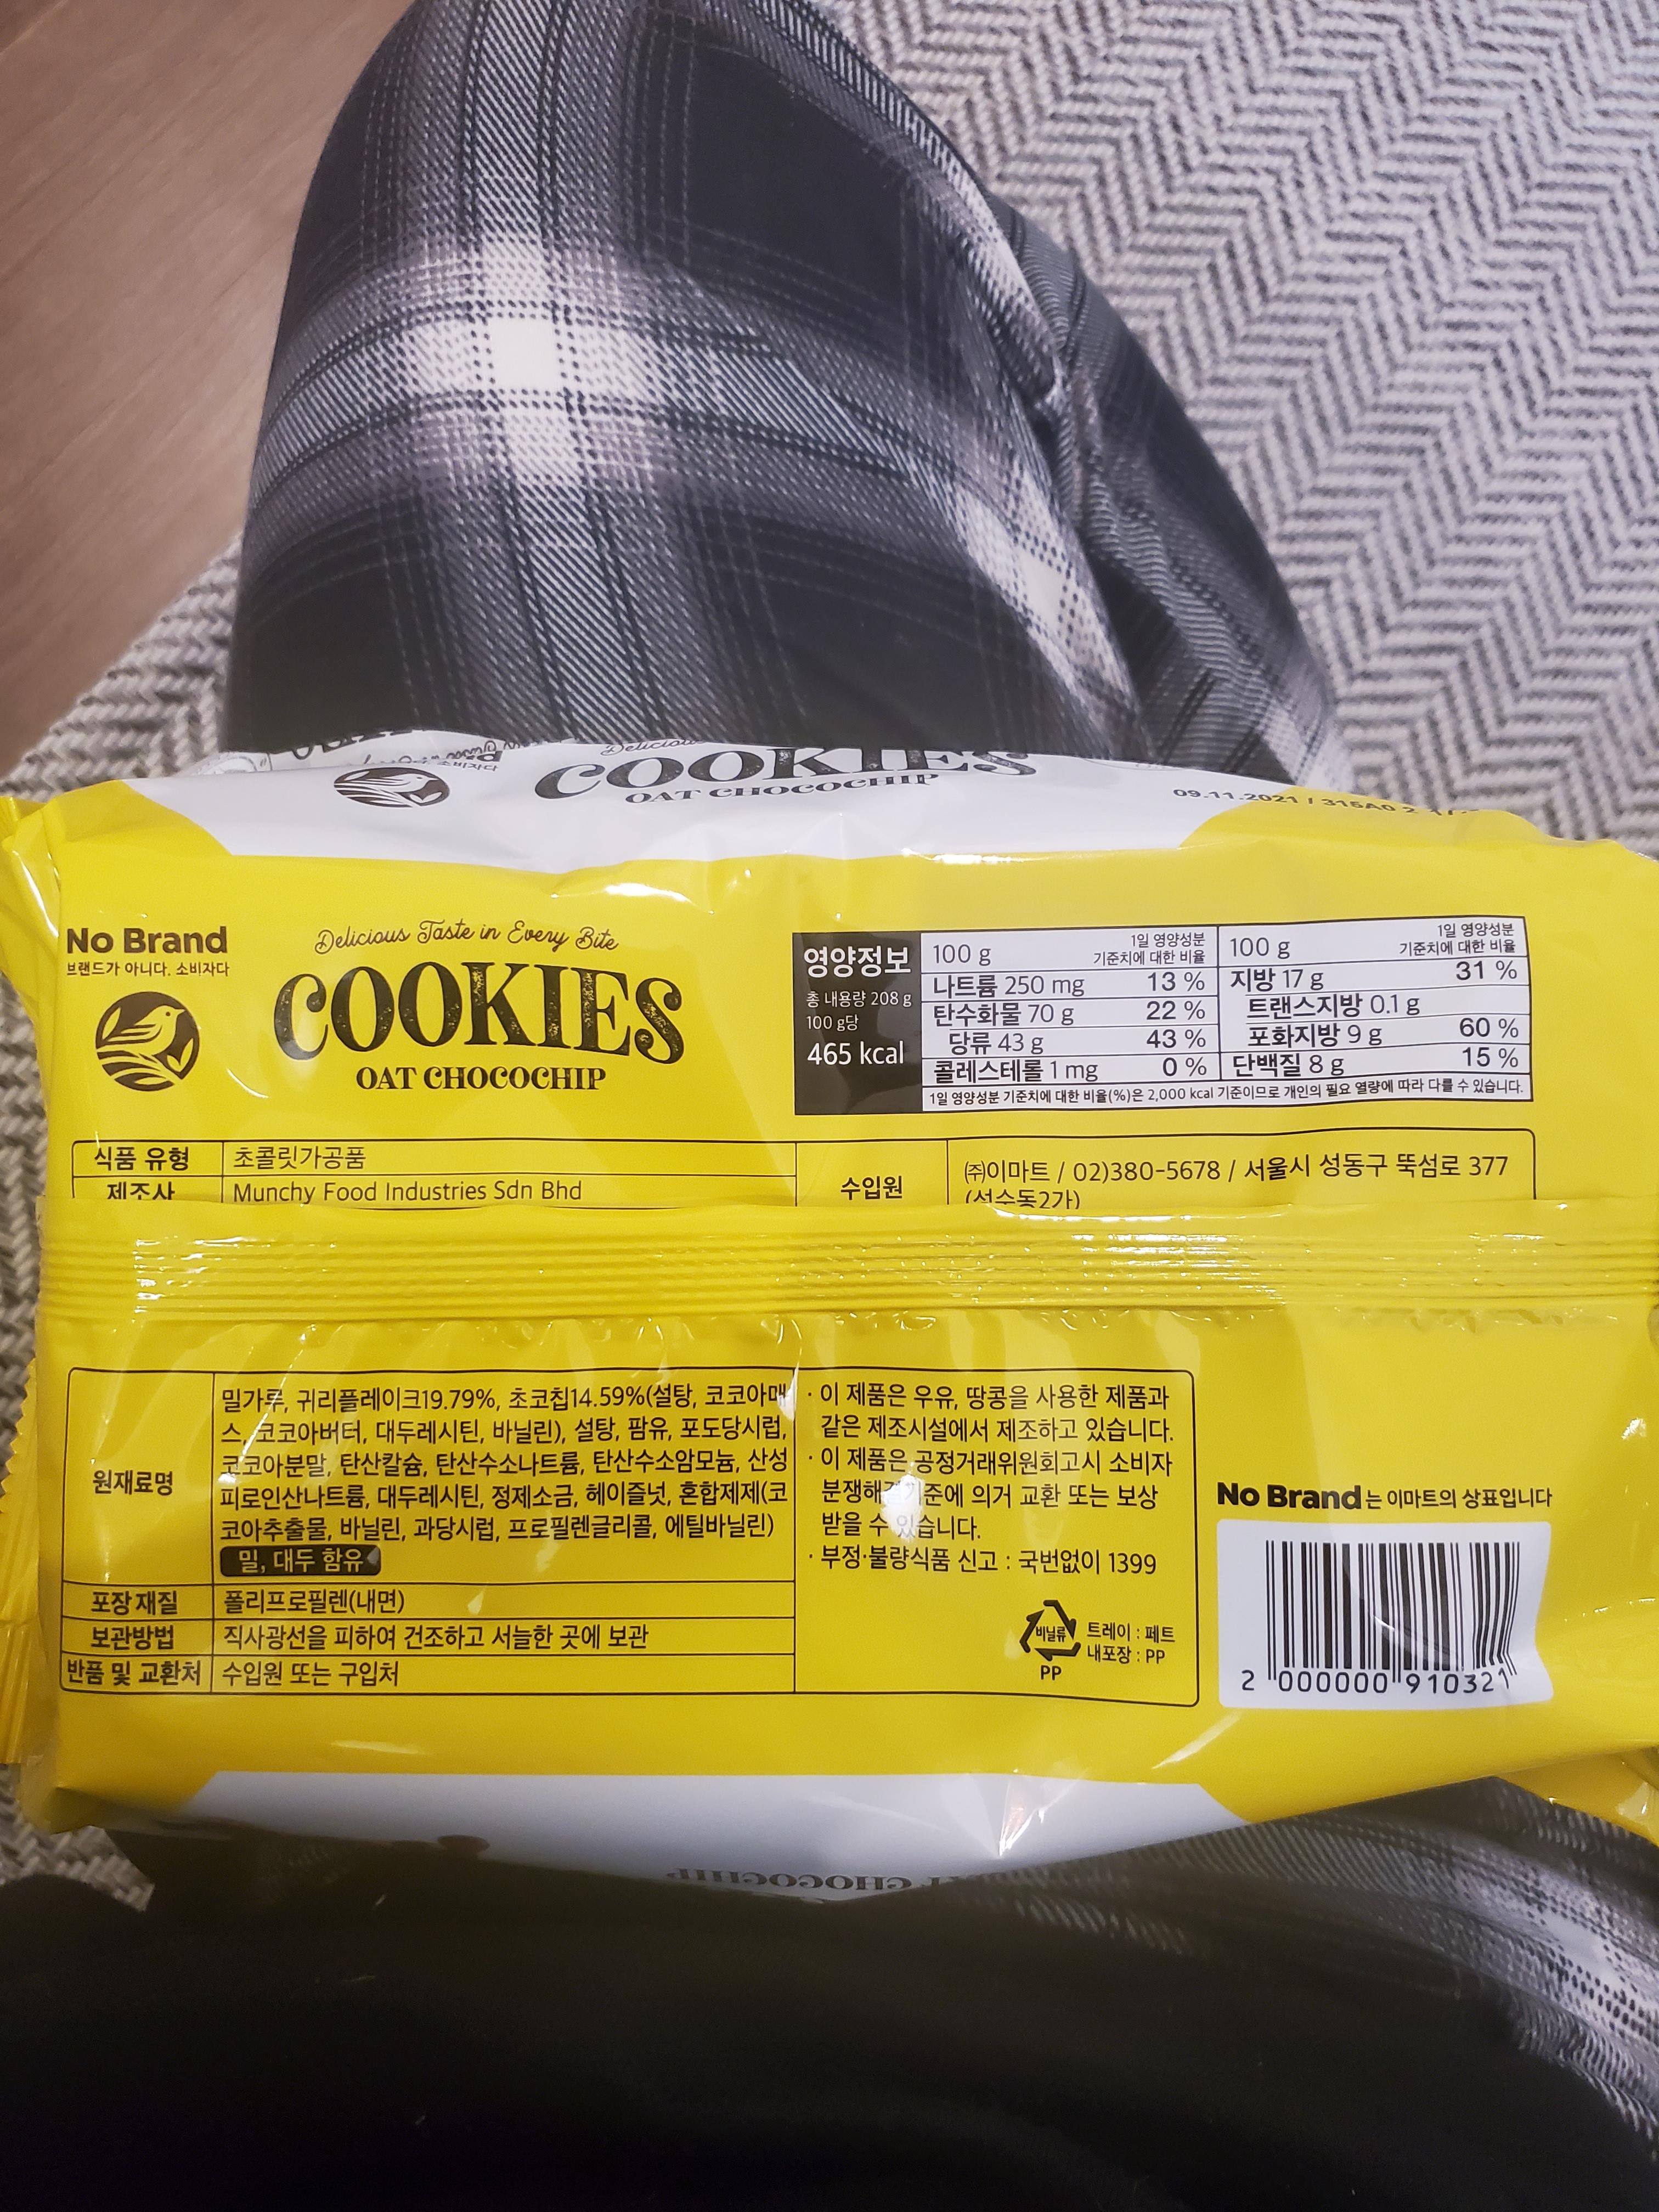 소비자다
Delicious
COOKIES
OAT CHOCOCHIP
09.11.2021 / 315A0 2
No Brand
브랜드가 아니다. 소비자다
Delicious Taste in Every Bite
COOKIES
OAT CHOCOCHIP
영양정보
총 내용량 208 g
100 g당
465 kcal
100 g 1일 영양성분 기준치에 대한 비율
나트륨 250 mg 13 %
탄수화물 70 g 22 %
당류 43 g 43 %
콜레스테롤 1 mg 0 %
100 g 1일 영양성분 기준치에 대한 비율
지방 17 g 31 %
트랜스지방 0.1 g
포화지방 9 g 60 %
단백질 8 g 15 %
1일 영양성분 기준치에 대한 비율(%)은 2,000 kcal 기준이므로 개인의 필요 열량에 따라 다를 수 있습니다.
식품 유형 초콜릿가공품
제조사 Munchy Food Industries Sdn Bhd
수입원 ㈜이마트 / 02)380-5678 / 서울시 성동구 뚝섬로 377
(성수동2가)
원재료명
밀가루, 귀리플레이크19.79%, 초코칩14.59%(설탕, 코코아매
스, 코코아버터, 대두레시틴, 바닐린), 설탕, 팜유, 포도당시럽,
코코아분말, 탄산칼슘, 탄산수소나트륨, 탄산수소암모늄, 산성
피로인산나트륨, 대두레시틴, 정제소금, 헤이즐넛, 혼합제제(코
코아추출물, 바닐린, 과당시럽, 프로필렌글리콜, 에틸바닐린)
밀, 대두 함유
포장 재질 폴리프로필렌(내면)
보관방법 직사광선을 피하여 건조하고 서늘한 곳에 보관
반품 및 교환처 수입원 또는 구입처
· 이 제품은 우유, 땅콩을 사용한 제품과
같은 제조시설에서 제조하고 있습니다.
· 이 제품은 공정거래위원회고시 소비자
분쟁해결기준에 의거 교환 또는 보상
받을 수 있습니다.
· 부정·불량식품 신고 : 국번없이 1399
비닐류
PP
트레이 : 페트
내포장 : PP
No Brand는 이마트의 상표입니다
2 000000 910321
CHOCOCHIP